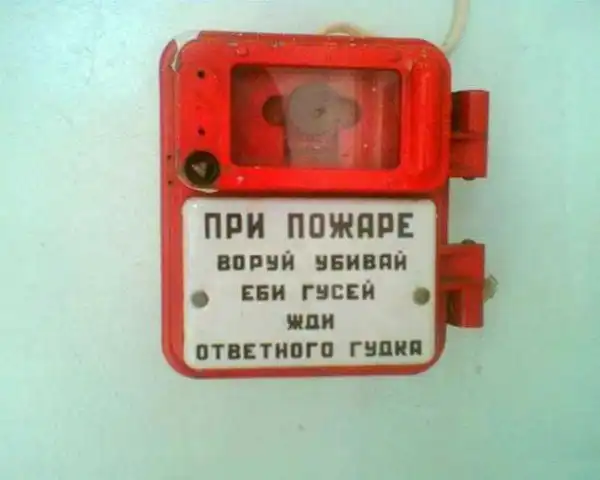 ПРИ ПОЖАРЕ
ВОРУЙ УБИВАЙ
ЕБИ ГУСЕЙ
ЖДИ
ОТВЕТНОГО ГУДКА